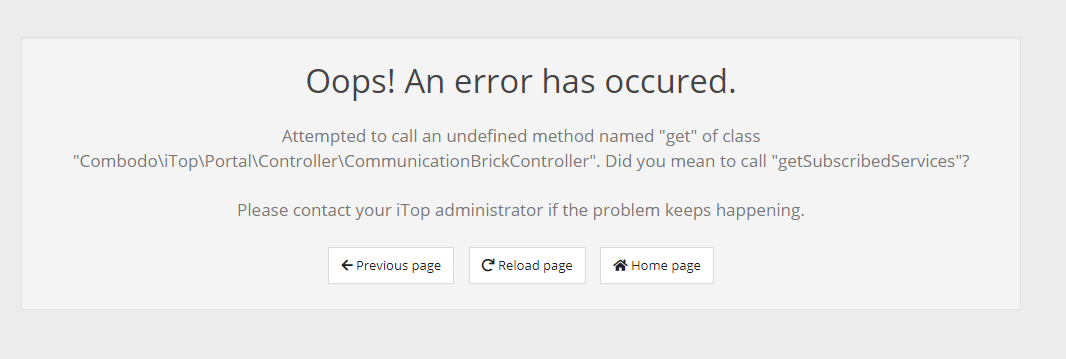 Oops! An error has occured.
Attempted to call an undefined method named "get" of class
"Combodo\iTop\Portal\Controller\CommunicationBrickController". Did you mean to call "getSubscribedServices"?
Please contact your iTop administrator if the problem keeps happening.
Previous page Reload page Home page